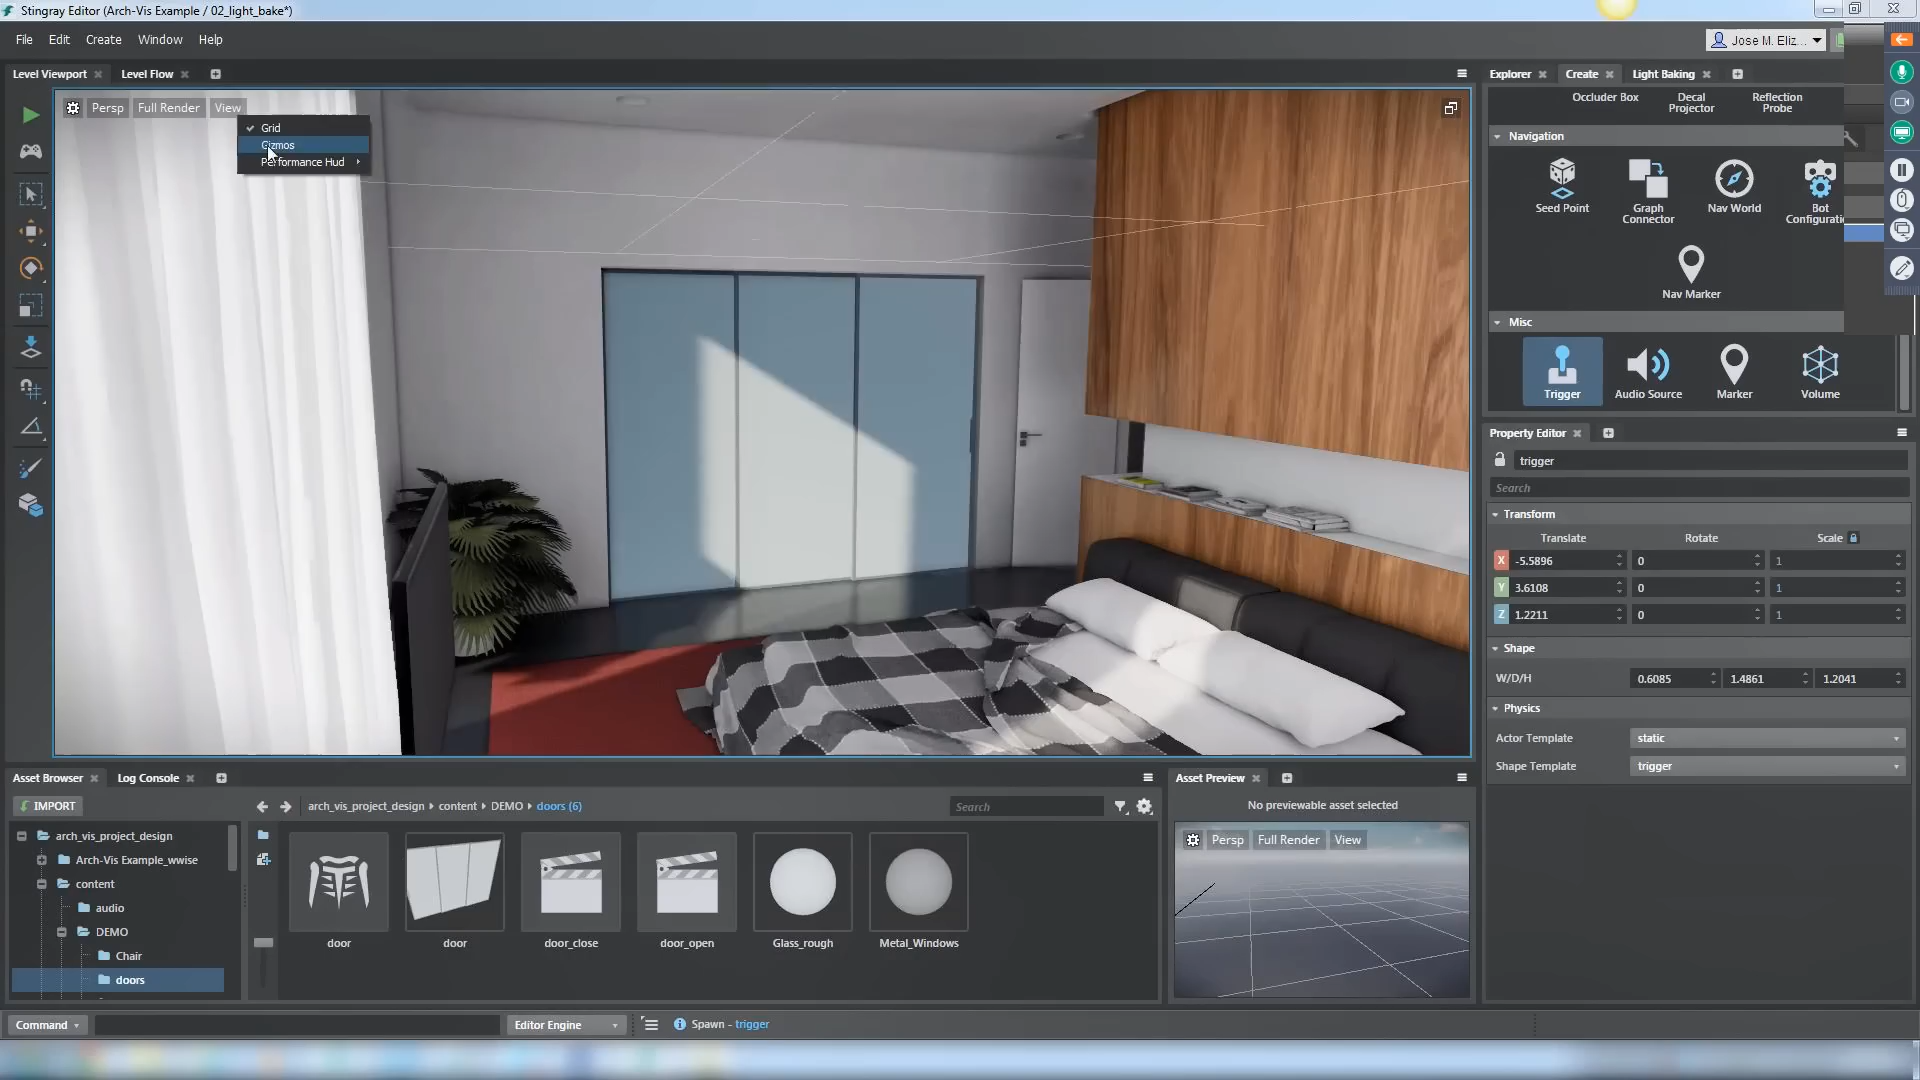 Stingray Editor (Arch-Vis Example / 02_light_bake*)
File Edit Create Window Help
Jose M. Eliz...
Level Viewport Level Flow
Explorer Create Light Baking
Persp Full Render View
Grid
Gizmos
Performance Hud
Occluder Box
Decal Projector
Reflection Probe
Navigation
Seed Point
Graph Connector
Nav World
Bot
Nav Marker
Misc
Trigger
Audio Source
Marker
Volume
Property Editor
trigger
Search
Transform
Translate Rotate Scale
X -5.5896 0 1
Y 3.6108 0 1
Z 1.2211 0 1
Shape
W/D/H 0.6085 1.4861 1.2041
Physics
Actor Template static
Shape Template trigger
Asset Browser Log Console
IMPORT
arch_vis_project_design content DEMO doors (6)
Search
arch_vis_project_design
Arch-Vis Example_wwise
content
audio
DEMO
Chair
doors
door
door
door_close
door_open
Glass_rough
Metal_Windows
Asset Preview
No previewable asset selected
Persp Full Render View
Command
Editor Engine
Spawn - trigger